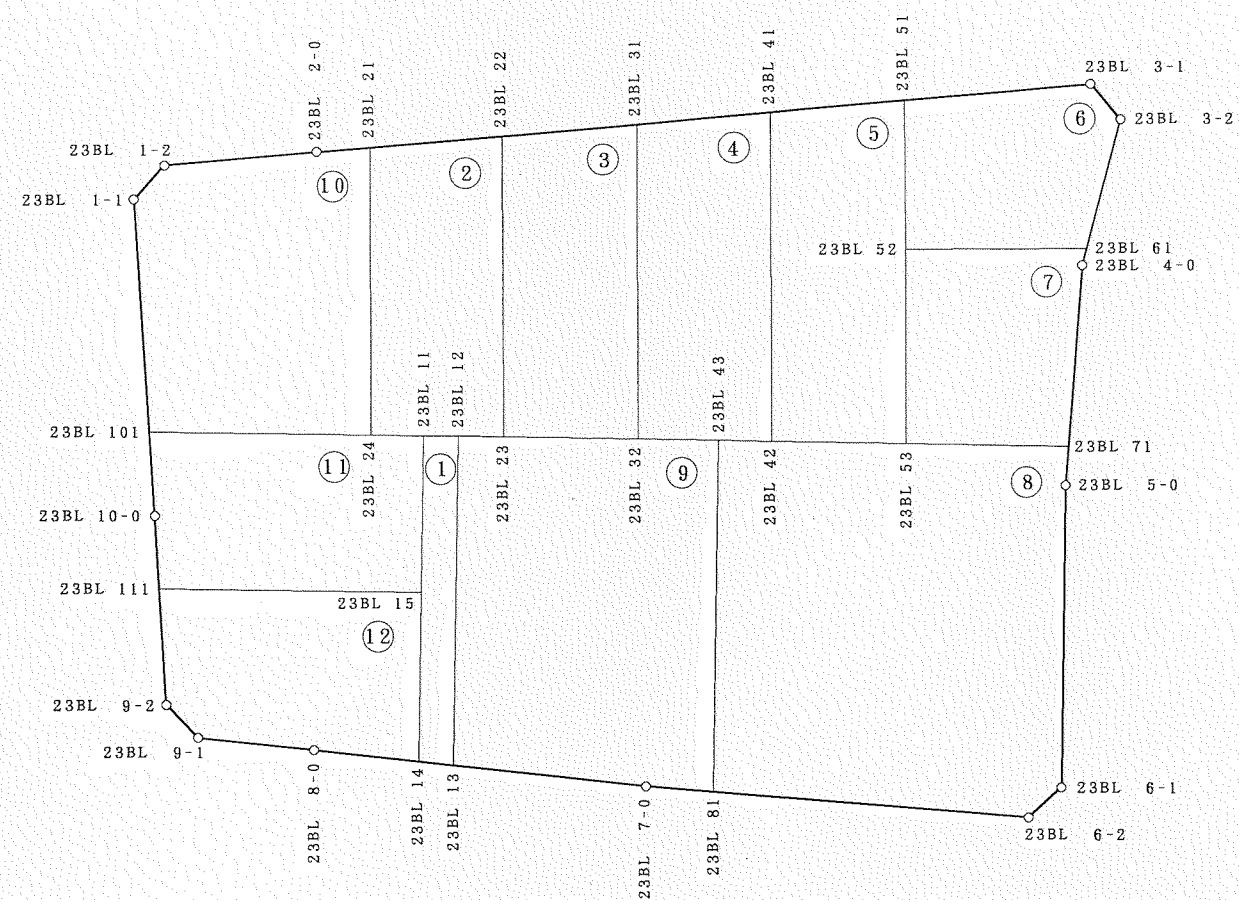 23BL 2-0
23BL 21
23BL 22
23BL 31
23BL 41
23BL 51
23BL 3-1
23BL 3-2
⑥
⑤
④
③
②
⑩
23BL 1-2
23BL 1-1
23BL 52
23BL 61
23BL 4-0
⑦
23BL 11
23BL 12
23BL 43
23BL 101
23BL 71
⑪
23BL 24
①
23BL 23
23BL 32
⑨
23BL 42
23BL 53
⑧
23BL 5-0
23BL 10-0
23BL 111
23BL 15
⑫
23BL 9-2
23BL 9-1
23BL 8-0
23BL 14
23BL 13
23BL 7-0
23BL 81
23BL 6-1
23BL 6-2